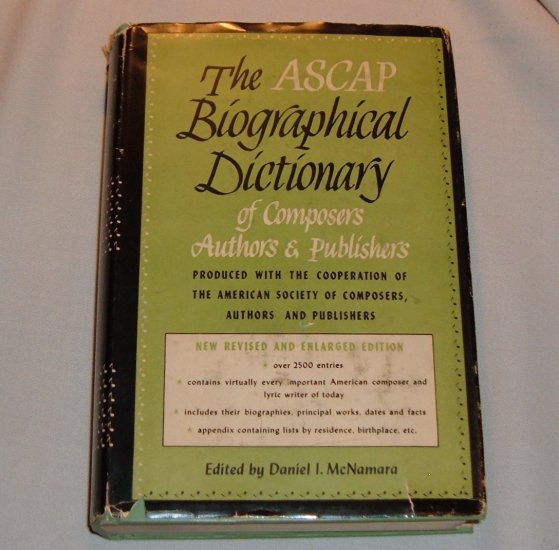 The ASCAP
Biographical
Dictionary
of Composers
Authors & Publishers
PRODUCED WITH THE COOPERATION OF
THE AMERICAN SOCIETY OF COMPOSERS,
AUTHORS AND PUBLISHERS
NEW REVISED AND ENLARGED EDITION
over 2500 entries
contains virtually every important American composer and
lyric writer of today
includes their biographies, principal works, dates and facts
appendix containing lists by residence, birthplace, etc.
Edited by Daniel I. McNamara